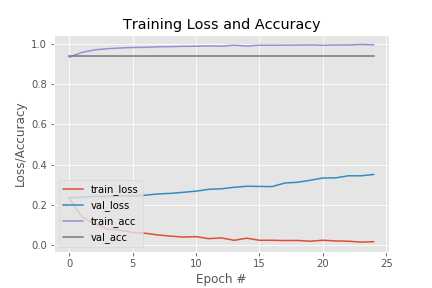 Training Loss and Accuracy
1.0
0.8
0.6
0.4
0.2
0.0
Loss/Accuracy
train_loss
val_loss
train_acc
val_acc
0 5 10 15 20 25
Epoch #